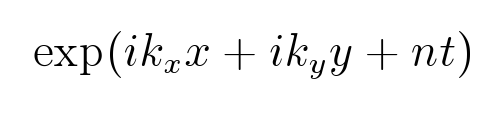 exp(ik_x x + ik_y y + nt)